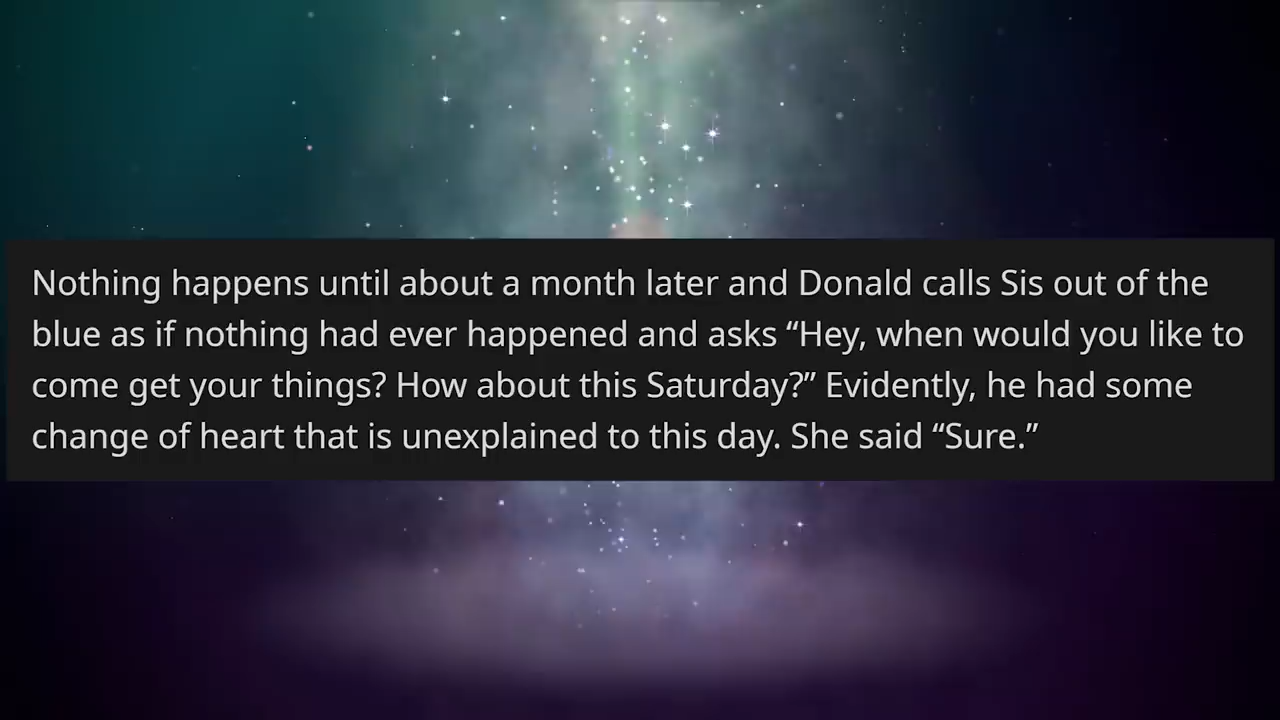 Nothing happens until about a month later and Donald calls Sis out of the
blue as if nothing had ever happened and asks “Hey, when would you like to
come get your things? How about this Saturday?” Evidently, he had some
change of heart that is unexplained to this day. She said “Sure.”